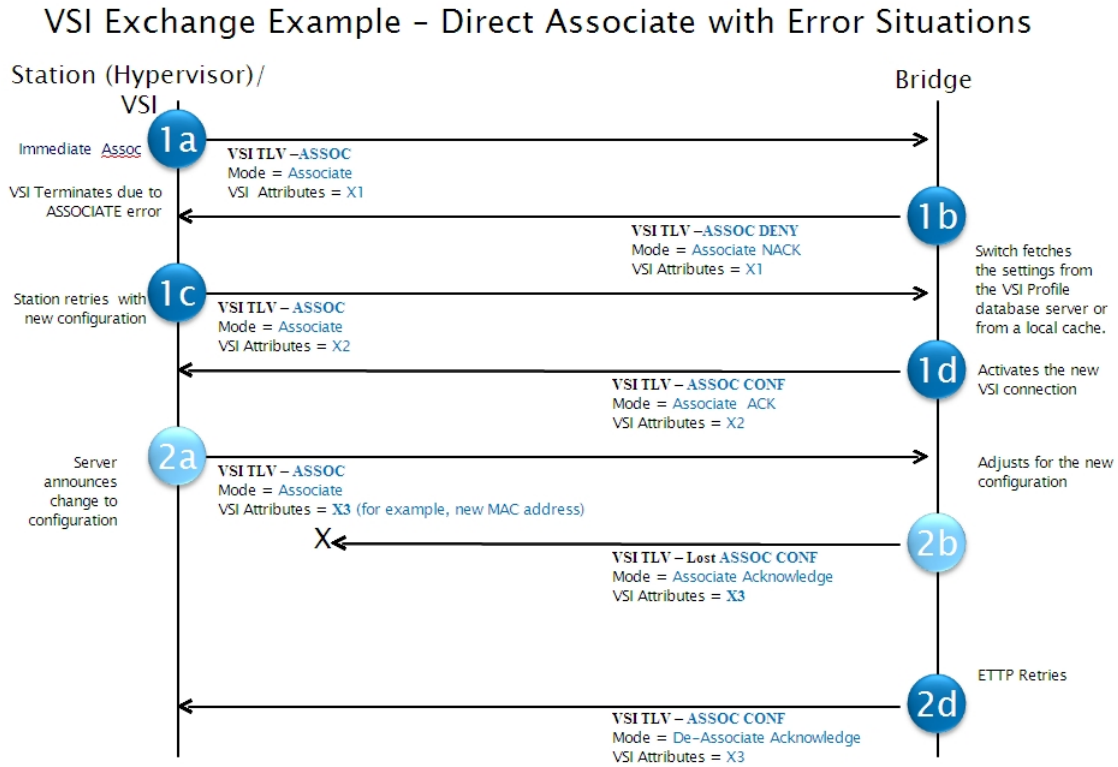 VSI Exchange Example – Direct Associate with Error Situations
Station (Hypervisor)/
VSI
Bridge
1a
Immediate Assoc
VSI TLV –ASSOC
Mode = Associate
VSI Attributes = X1
VSI Terminates due to
ASSOCIATE error
1b
VSI TLV –ASSOC DENY
Mode = Associate NACK
VSI Attributes = X1
Switch fetches
the settings from
the VSI Profile
database server or
from a local cache.
1c
Station retries with
new configuration
VSI TLV – ASSOC
Mode = Associate
VSI Attributes = X2
1d
Activates the new
VSI connection
VSI TLV – ASSOC CONF
Mode = Associate ACK
VSI Attributes = X2
2a
Server
announces
change to
configuration
VSI TLV – ASSOC
Mode = Associate
VSI Attributes = X3 (for example, new MAC address)
Adjusts for the new
configuration
X
2b
VSI TLV – Lost ASSOC CONF
Mode = Associate Acknowledge
VSI Attributes = X3
ETTP Retries
2d
VSI TLV – ASSOC CONF
Mode = De-Associate Acknowledge
VSI Attributes = X3